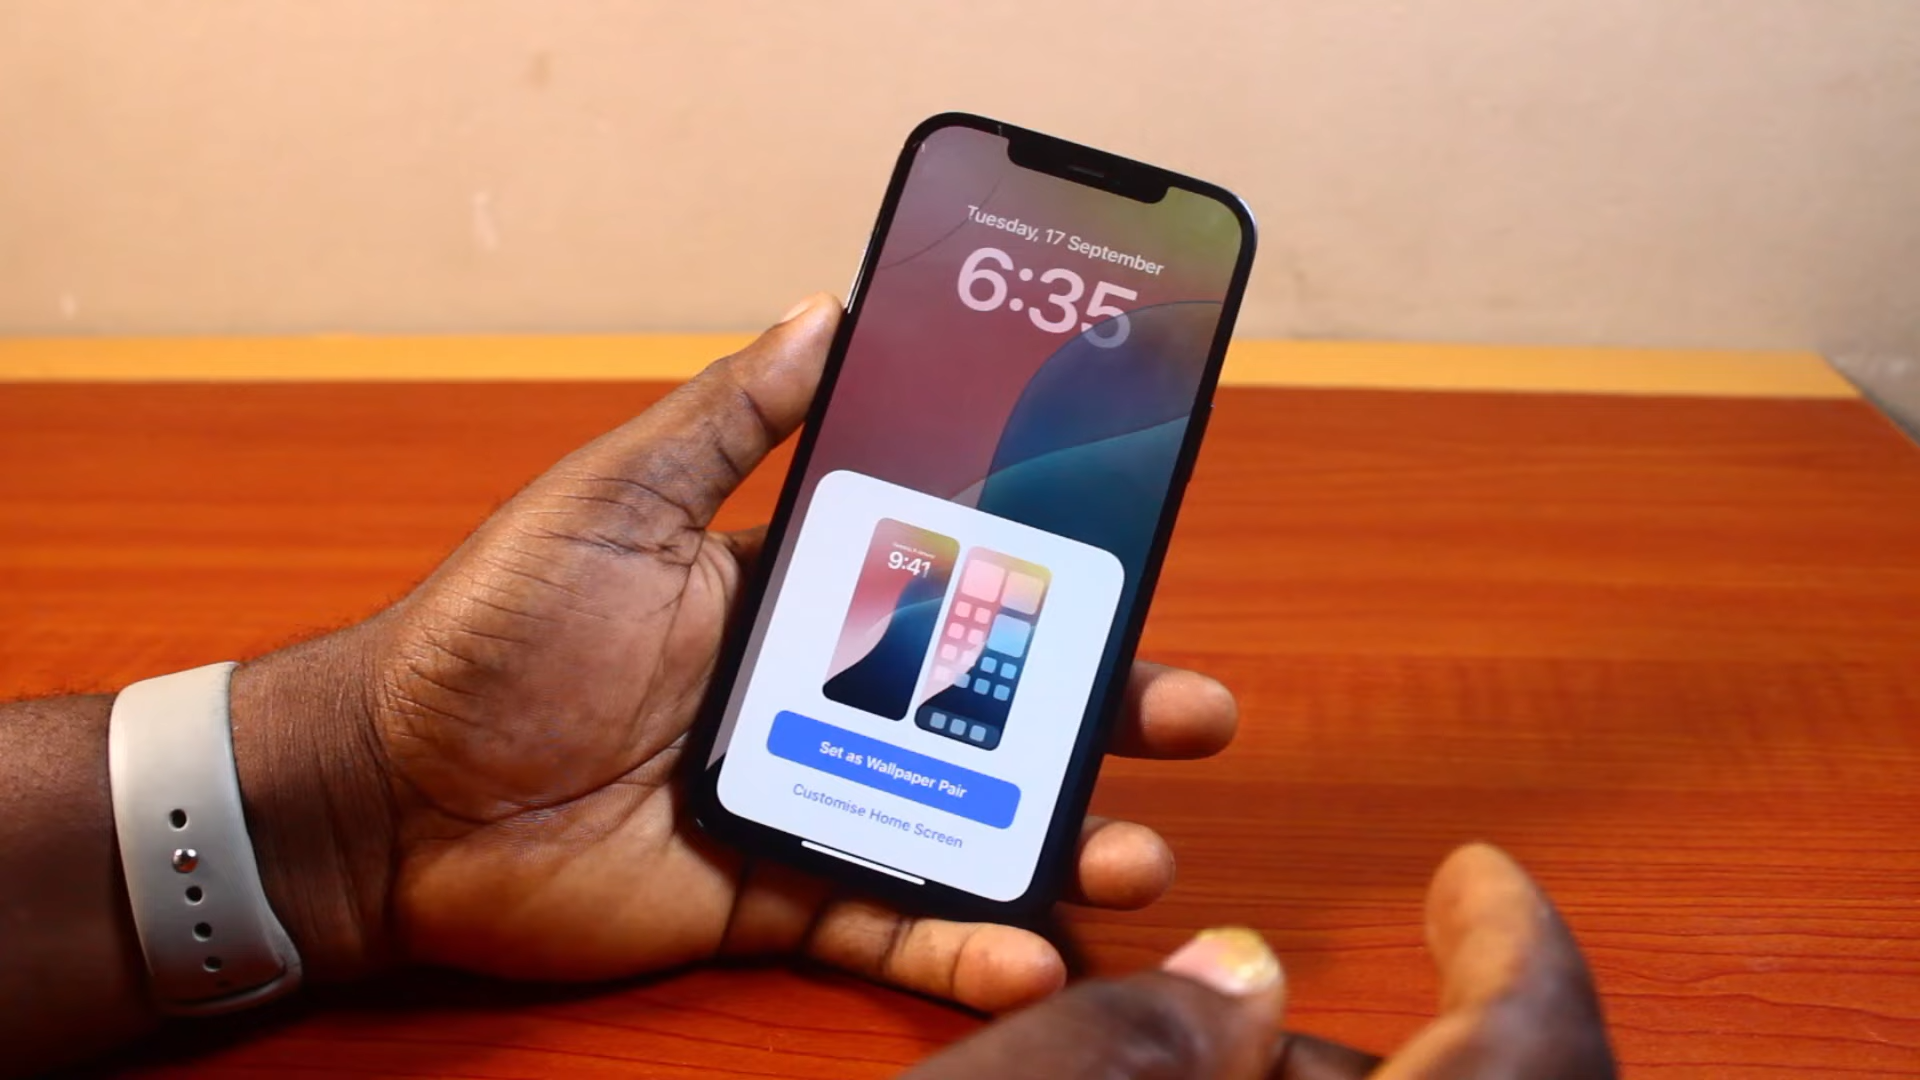 Tuesday, 17 September
6:35
9:41
Set as Wallpaper Pair
Customise Home Screen